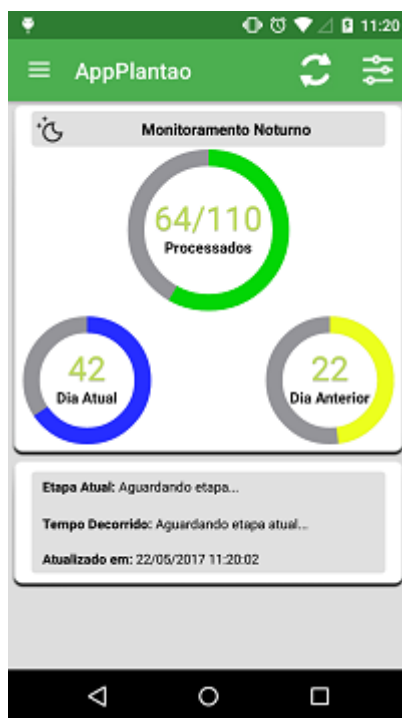 11:20
AppPlantao
Monitoramento Noturno
64/110
Processados
42
Dia Atual
22
Dia Anterior
Etapa Atual: Aguardando etapa...
Tempo Decorrido: Aguardando etapa atual...
Atualizado em: 22/05/2017 11:20:02